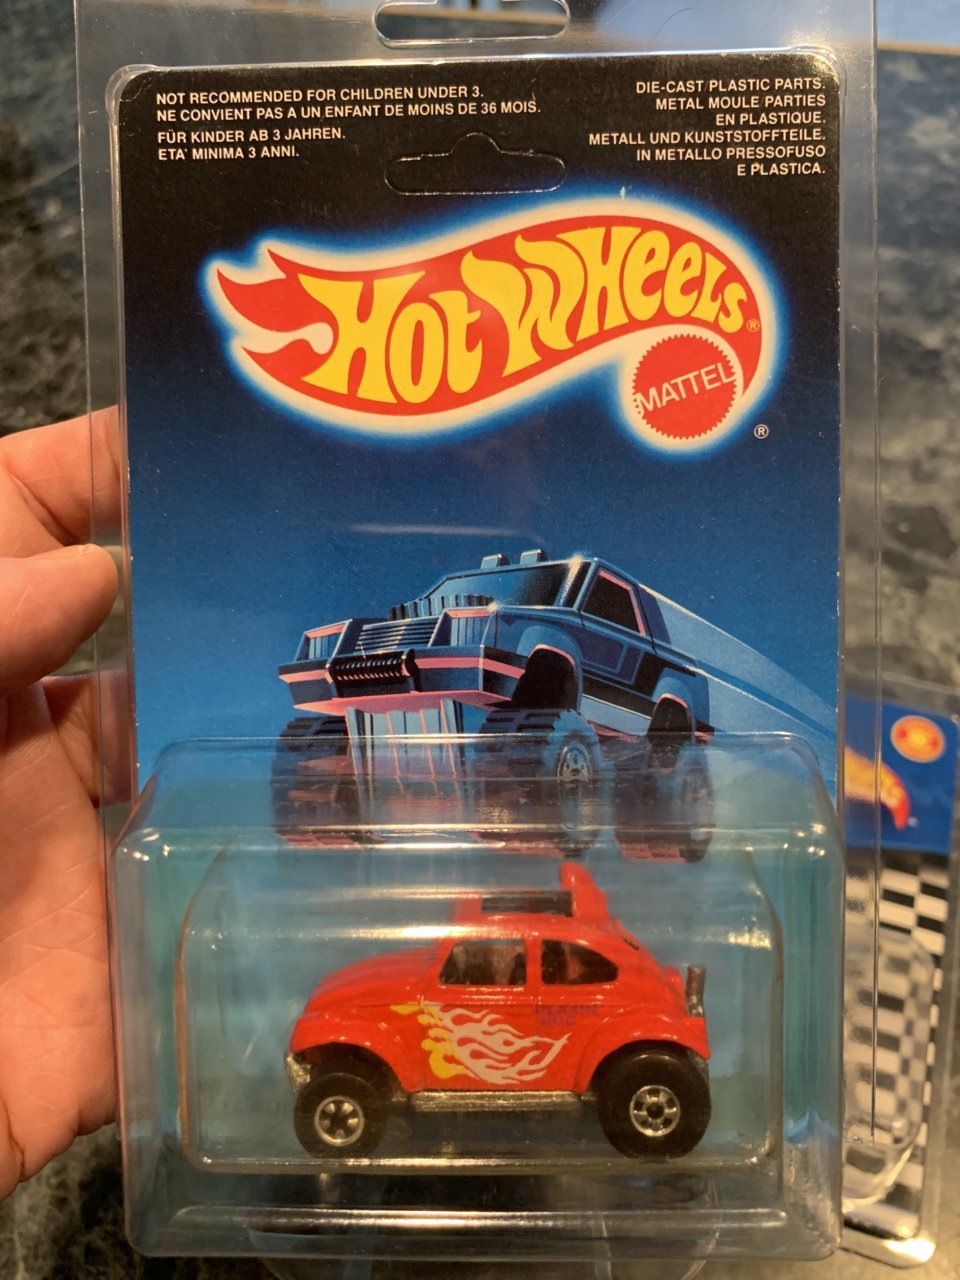 NOT RECOMMENDED FOR CHILDREN UNDER 3.
NE CONVIENT PAS A UN ENFANT DE MOINS DE 36 MOIS.
FÜR KINDER AB 3 JAHREN.
ETA' MINIMA 3 ANNI.
DIE-CAST/PLASTIC PARTS.
METAL MOULE PARTIES
EN PLASTIQUE.
METALL UND KUNSTSTOFFTEILE.
IN METALLO PRESSOFUSO
E PLASTICA.
HOT WHEELS®
MATTEL
®